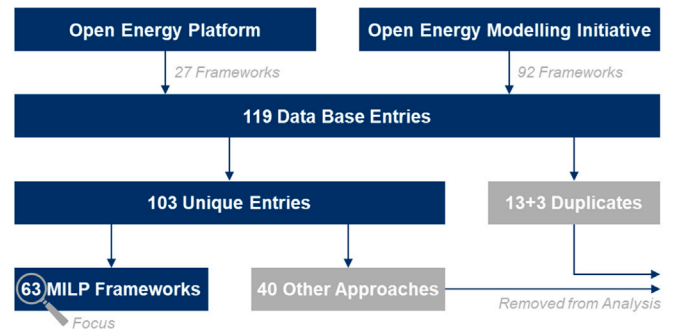 Open Energy Platform
Open Energy Modelling Initiative
27 Frameworks
92 Frameworks
119 Data Base Entries
103 Unique Entries
13+3 Duplicates
63 MILP Frameworks
40 Other Approaches
Removed from Analysis
Focus